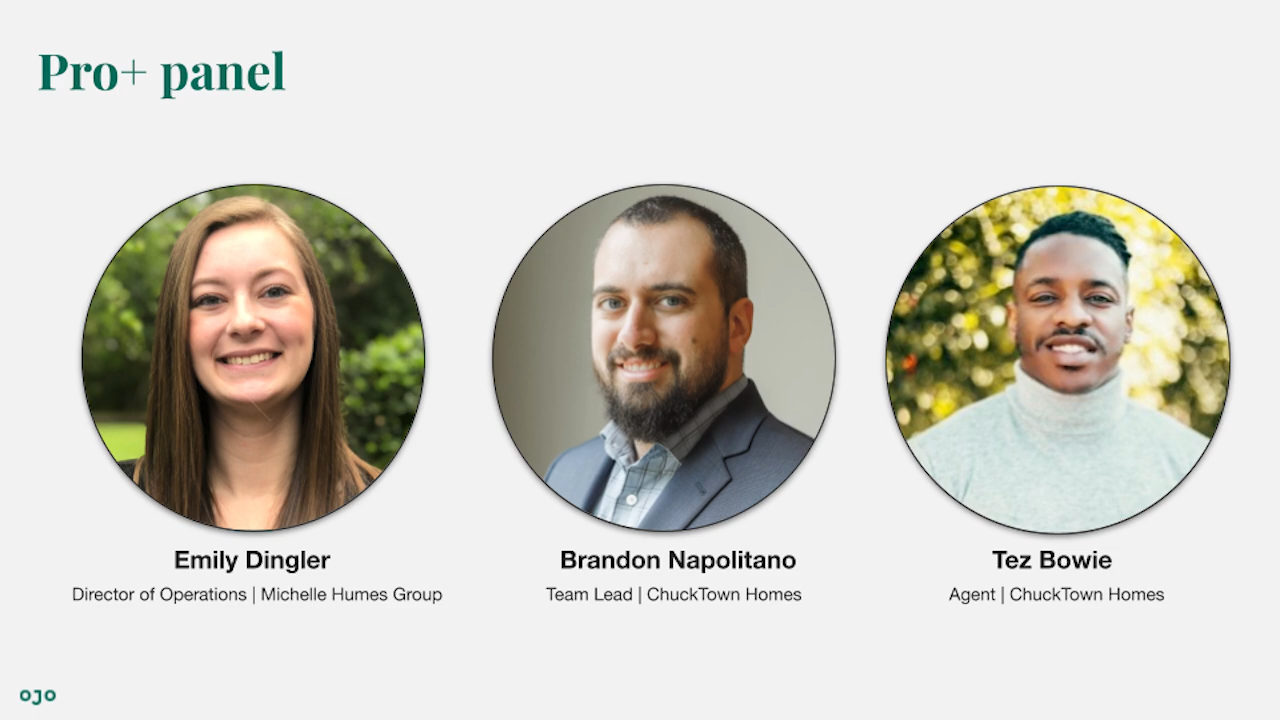 Pro+ panel
Emily Dingler
Director of Operations | Michelle Humes Group
Brandon Napolitano
Team Lead | ChuckTown Homes
Tez Bowie
Agent | ChuckTown Homes
OJO